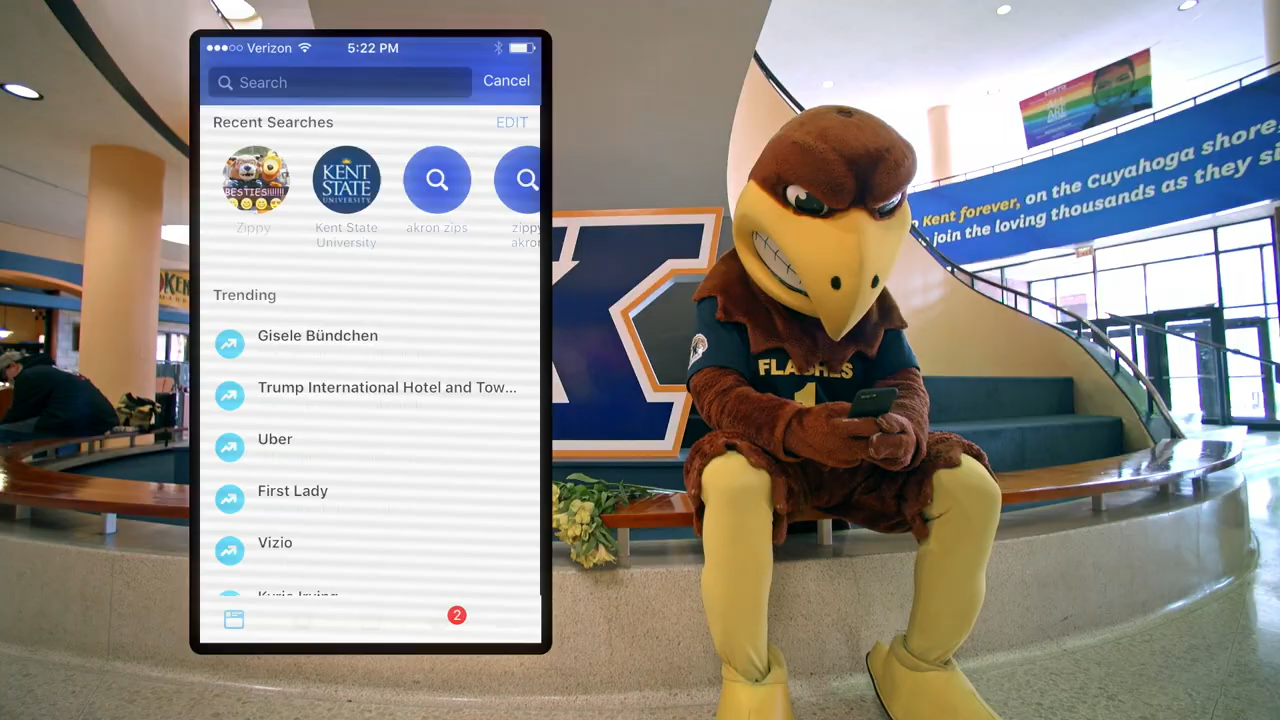 Verizon
5:22 PM
Search
Cancel
Recent Searches
EDIT
BESTIES!!!!!!
KENT
STATE
UNIVERSITY
Zippy
Kent State
University
akron zips
zippy
akron
Trending
Gisele Bündchen
Trump International Hotel and Tow...
Uber
First Lady
Vizio
Kyrie Irving
2
K
FLASHES
1
Kent forever, on the Cuyahoga shore,
join the loving thousands as they si